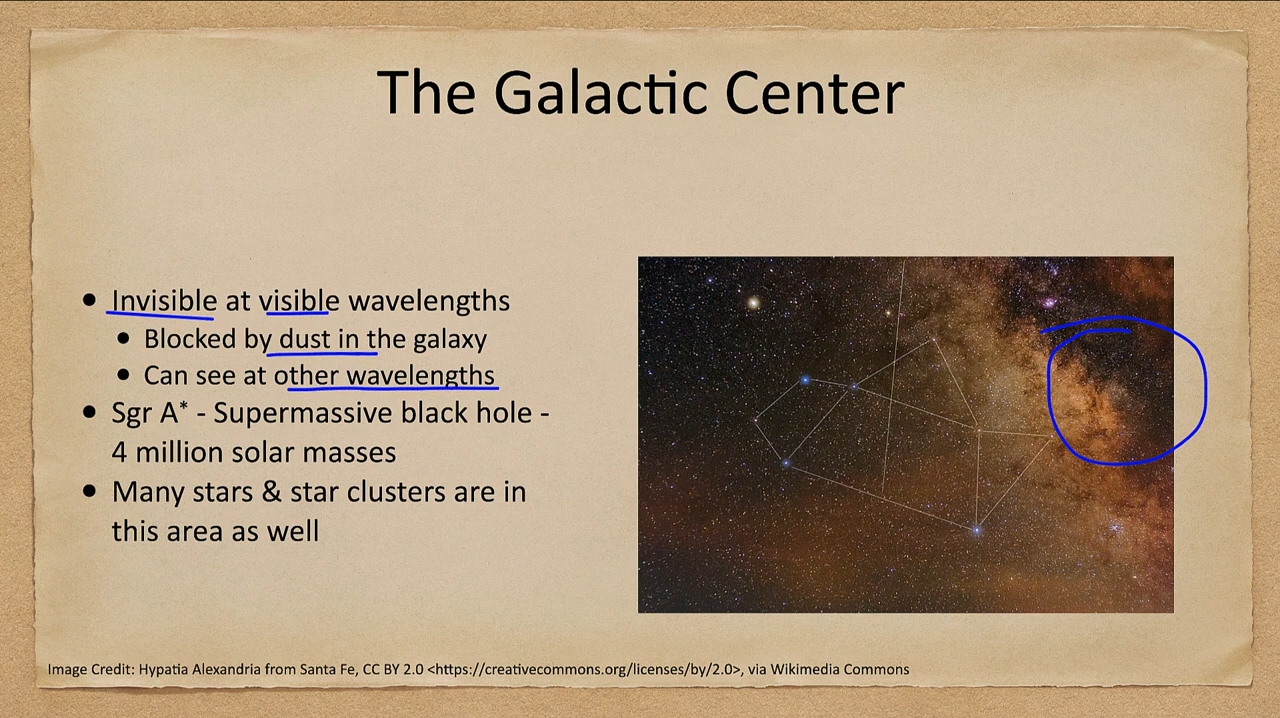 The Galactic Center
• Invisible at visible wavelengths
• Blocked by dust in the galaxy
• Can see at other wavelengths
• Sgr A* - Supermassive black hole -
4 million solar masses
• Many stars & star clusters are in
this area as well
Image Credit: Hypatia Alexandria from Santa Fe, CC BY 2.0 <https://creativecommons.org/licenses/by/2.0>, via Wikimedia Commons